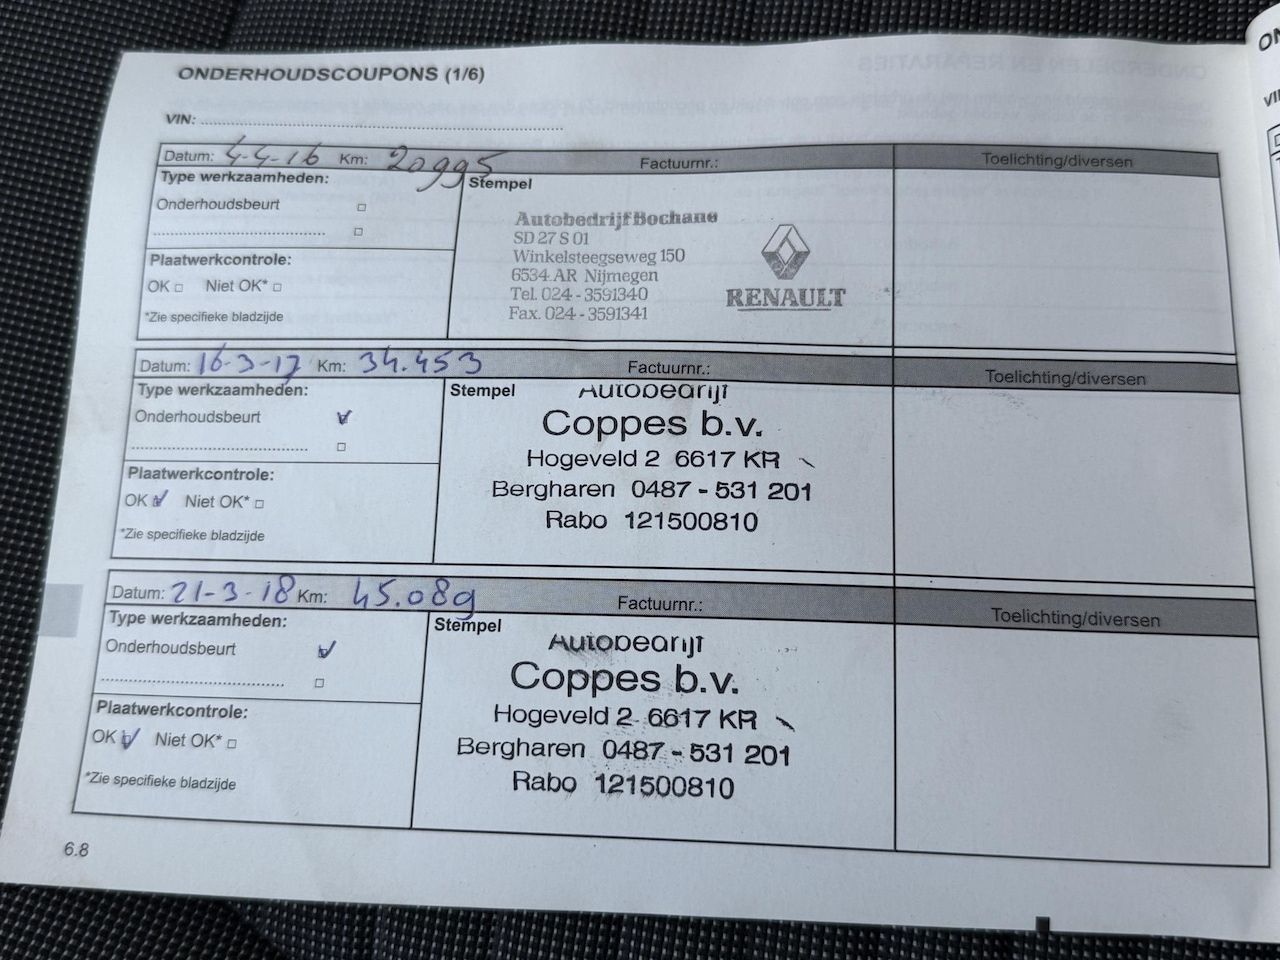 ONDERHOUDSCOUPONS (1/6)
VIN:
Datum: 4-4-16 Km: 20995 Factuurnr.: Toelichting/diversen
Type werkzaamheden:
Stempel
Onderhoudsbeurt
Plaatwerkcontrole:
OK Niet OK*
*Zie specifieke bladzijde
Autobedrijf Bochane
SD 27 S 01
Winkelsteegseweg 150
6534 AR Nijmegen
Tel. 024 - 3591340
Fax. 024 - 3591341
RENAULT
Datum: 16-3-17 Km: 34.453 Factuurnr.: Toelichting/diversen
Type werkzaamheden:
Stempel
Onderhoudsbeurt
Plaatwerkcontrole:
OK Niet OK*
*Zie specifieke bladzijde
Autobedrijf
Coppes b.v.
Hogeveld 2 6617 KR
Bergharen 0487 - 531 201
Rabo 121500810
Datum: 21-3-18 Km: 45.089 Factuurnr.: Toelichting/diversen
Type werkzaamheden:
Stempel
Onderhoudsbeurt
Plaatwerkcontrole:
OK Niet OK*
*Zie specifieke bladzijde
Autobedrijf
Coppes b.v.
Hogeveld 2 6617 KR
Bergharen 0487 - 531 201
Rabo 121500810
6.8